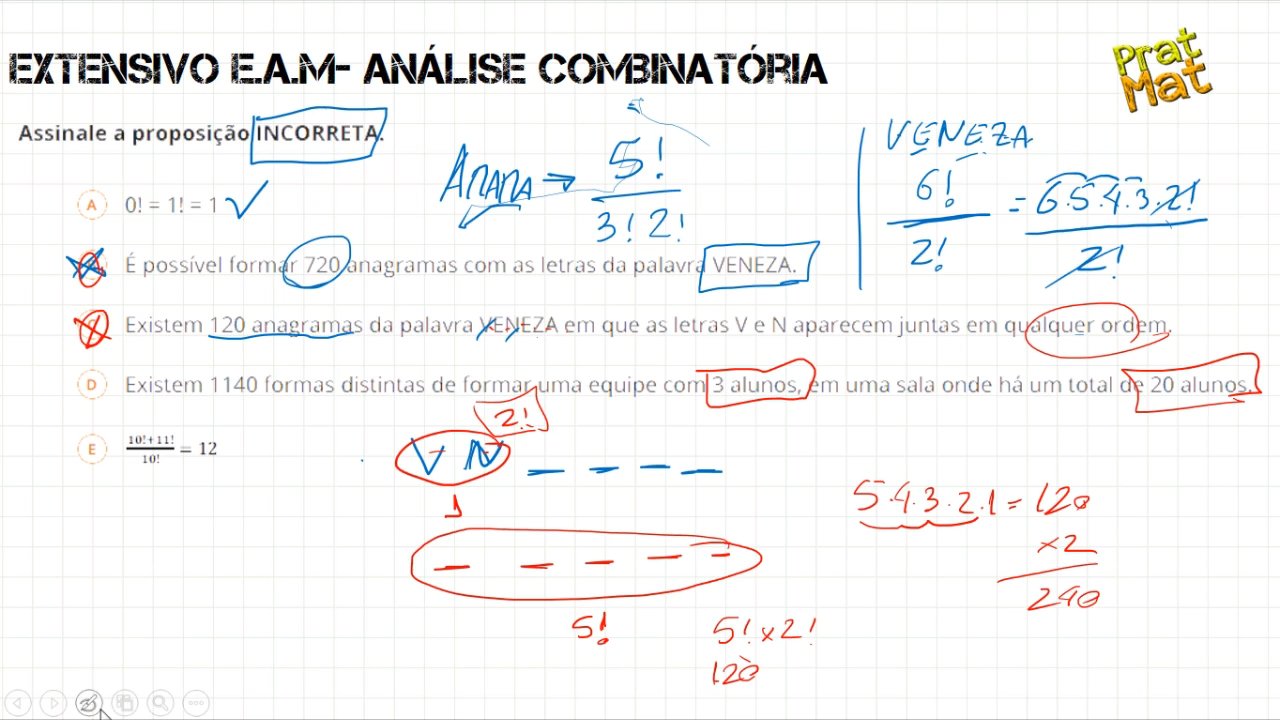 EXTENSIVO E.A.M- ANÁLISE COMBINATÓRIA
Prat
Mat
Assinale a proposição INCORRETA.
A 0! = 1! = 1
É possível formar 720 anagramas com as letras da palavra VENEZA.
Existem 120 anagramas da palavra VENEZA em que as letras V e N aparecem juntas em qualquer ordem.
D Existem 1140 formas distintas de formar uma equipe com 3 alunos, em uma sala onde há um total de 20 alunos.
E 10!+11! / 10! = 12
5!
3! 2!
VENEZA
6! / 2! = 6.5.4.3.2! / 2!
2!
V N
1
5!
5! x 2!
120
5.4.3.2.1 = 120
x2
240